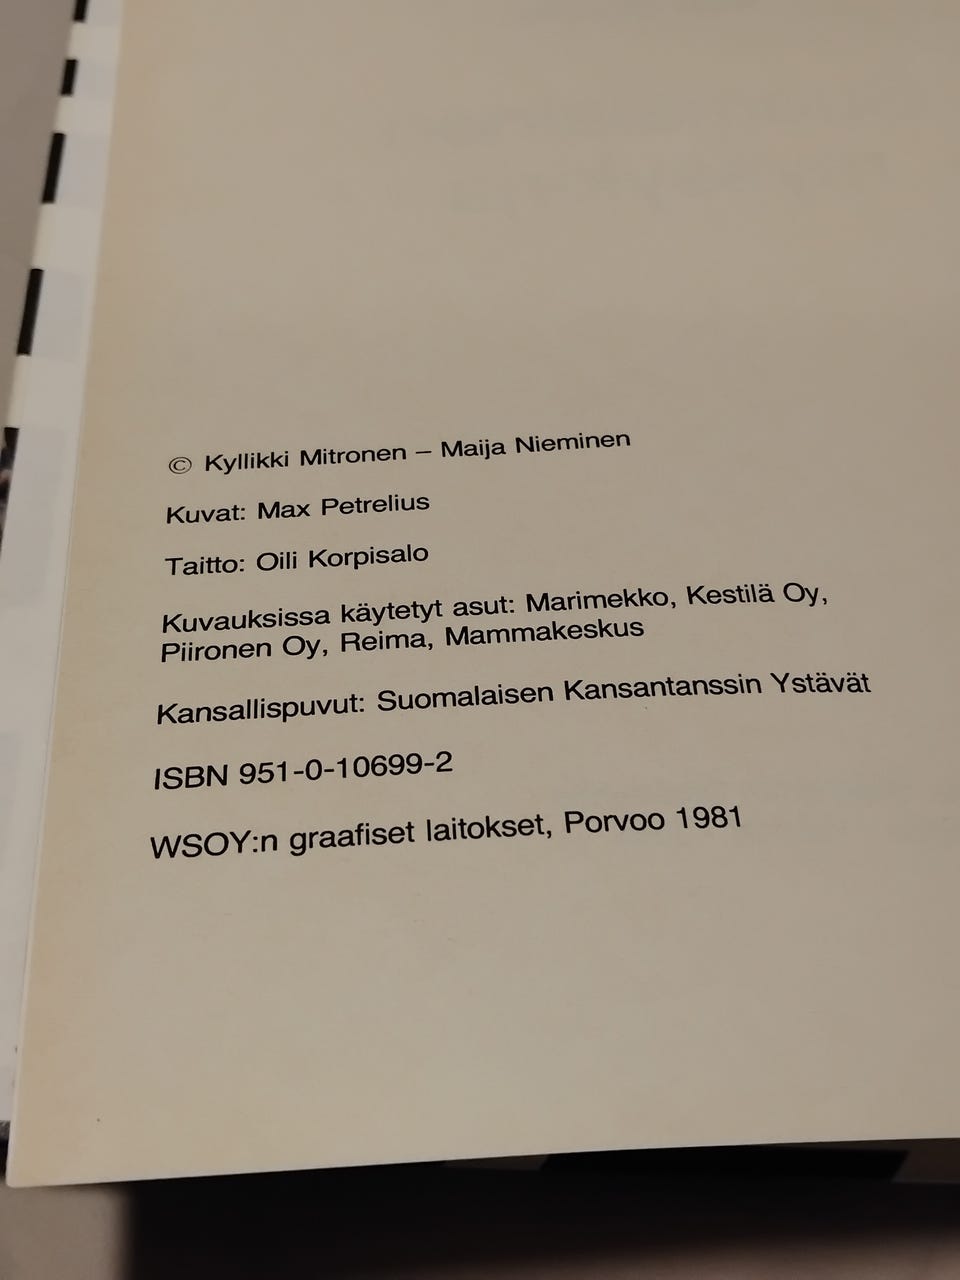 © Kyllikki Mitronen – Maija Nieminen
Kuvat: Max Petrelius
Taitto: Oili Korpisalo
Kuvauksissa käytetyt asut: Marimekko, Kestilä Oy,
Piironen Oy, Reima, Mammakeskus
Kansallispuvut: Suomalaisen Kansantanssin Ystävät
ISBN 951-0-10699-2
WSOY:n graafiset laitokset, Porvoo 1981